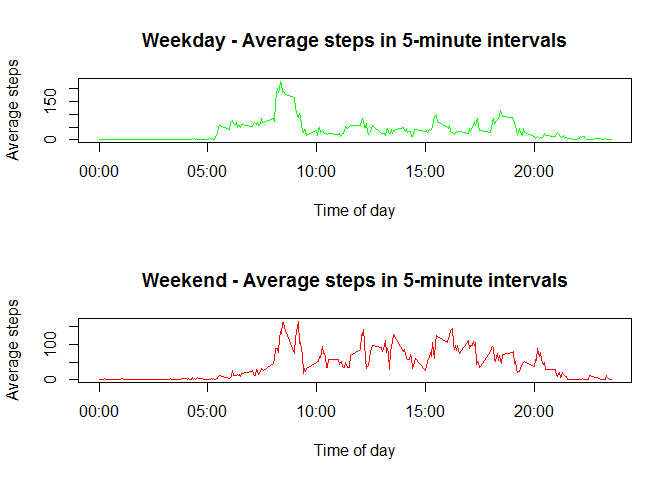 Weekday - Average steps in 5-minute intervals
Average steps
150
0
00:00 05:00 10:00 15:00 20:00
Time of day
Weekend - Average steps in 5-minute intervals
Average steps
100
0
00:00 05:00 10:00 15:00 20:00
Time of day